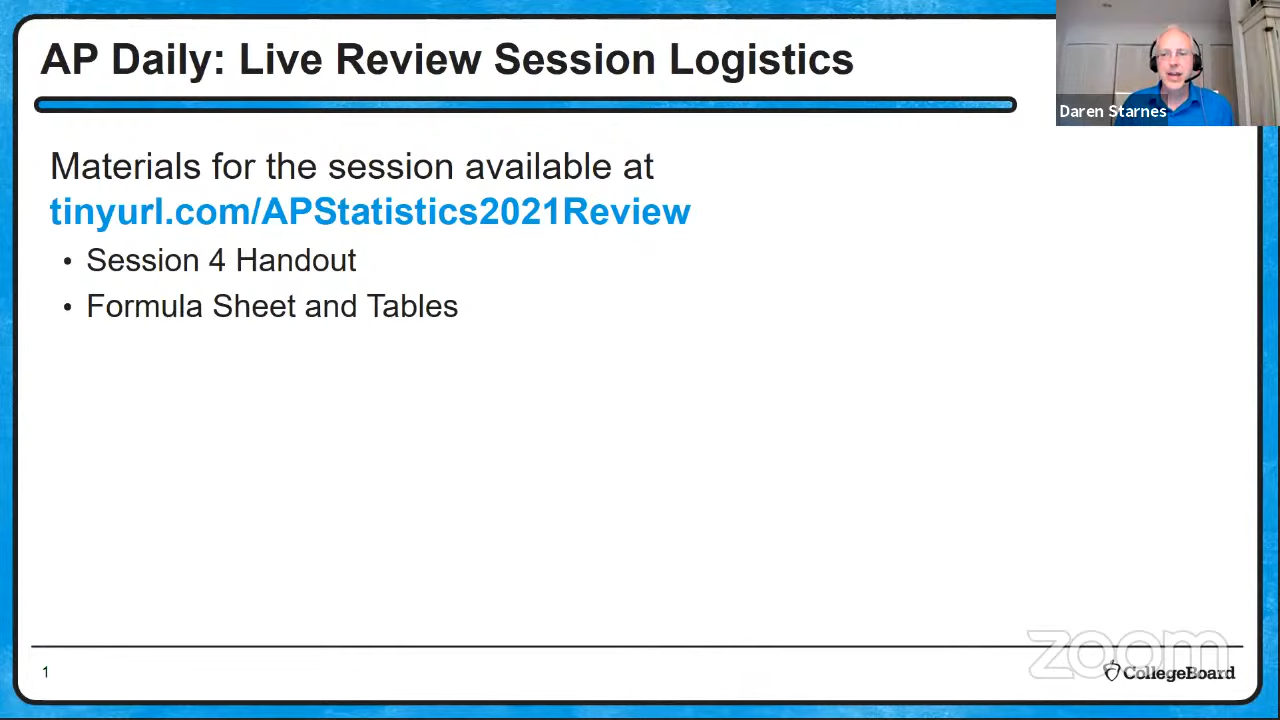 AP Daily: Live Review Session Logistics
Daren Starnes
Materials for the session available at
tinyurl.com/APStatistics2021Review
• Session 4 Handout
• Formula Sheet and Tables
zoom
1
CollegeBoard